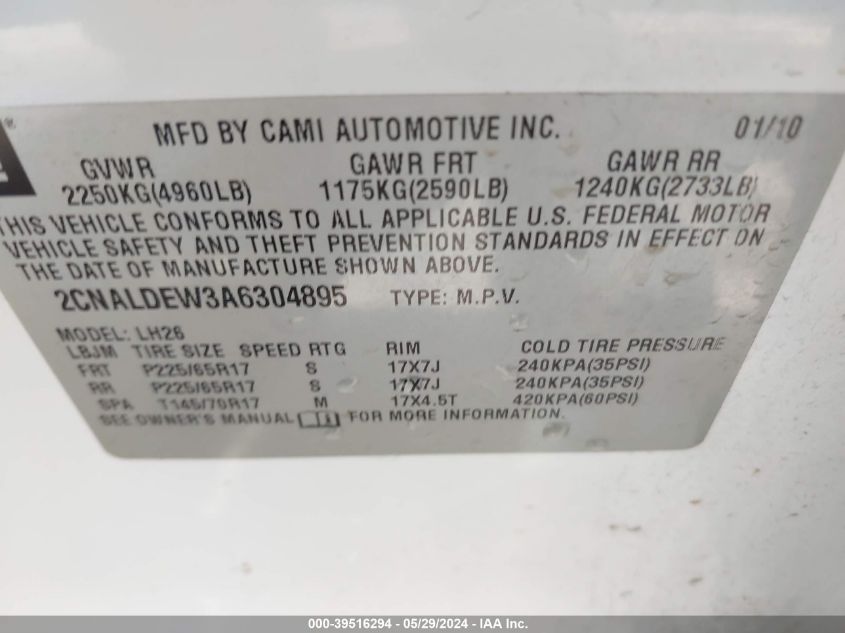 ®
MFD BY CAMI AUTOMOTIVE INC. 01/10
GVWR GAWR FRT GAWR RR
2250KG(4960LB) 1175KG(2590LB) 1240KG(2733LB)
THIS VEHICLE CONFORMS TO ALL APPLICABLE U.S. FEDERAL MOTOR
VEHICLE SAFETY AND THEFT PREVENTION STANDARDS IN EFFECT ON
THE DATE OF MANUFACTURE SHOWN ABOVE.
2CNALDEW3A6304895 TYPE: M.P.V.
MODEL: LH26
LBJM TIRE SIZE SPEED RTG RIM COLD TIRE PRESSURE
FRT P225/65R17 S 17X7J 240KPA(35PSI)
RR P225/65R17 S 17X7J 240KPA(35PSI)
SPA T145/70R17 M 17X4.5T 420KPA(60PSI)
SEE OWNER'S MANUAL FOR MORE INFORMATION.
000-39516294 - 05/29/2024 - IAA Inc.